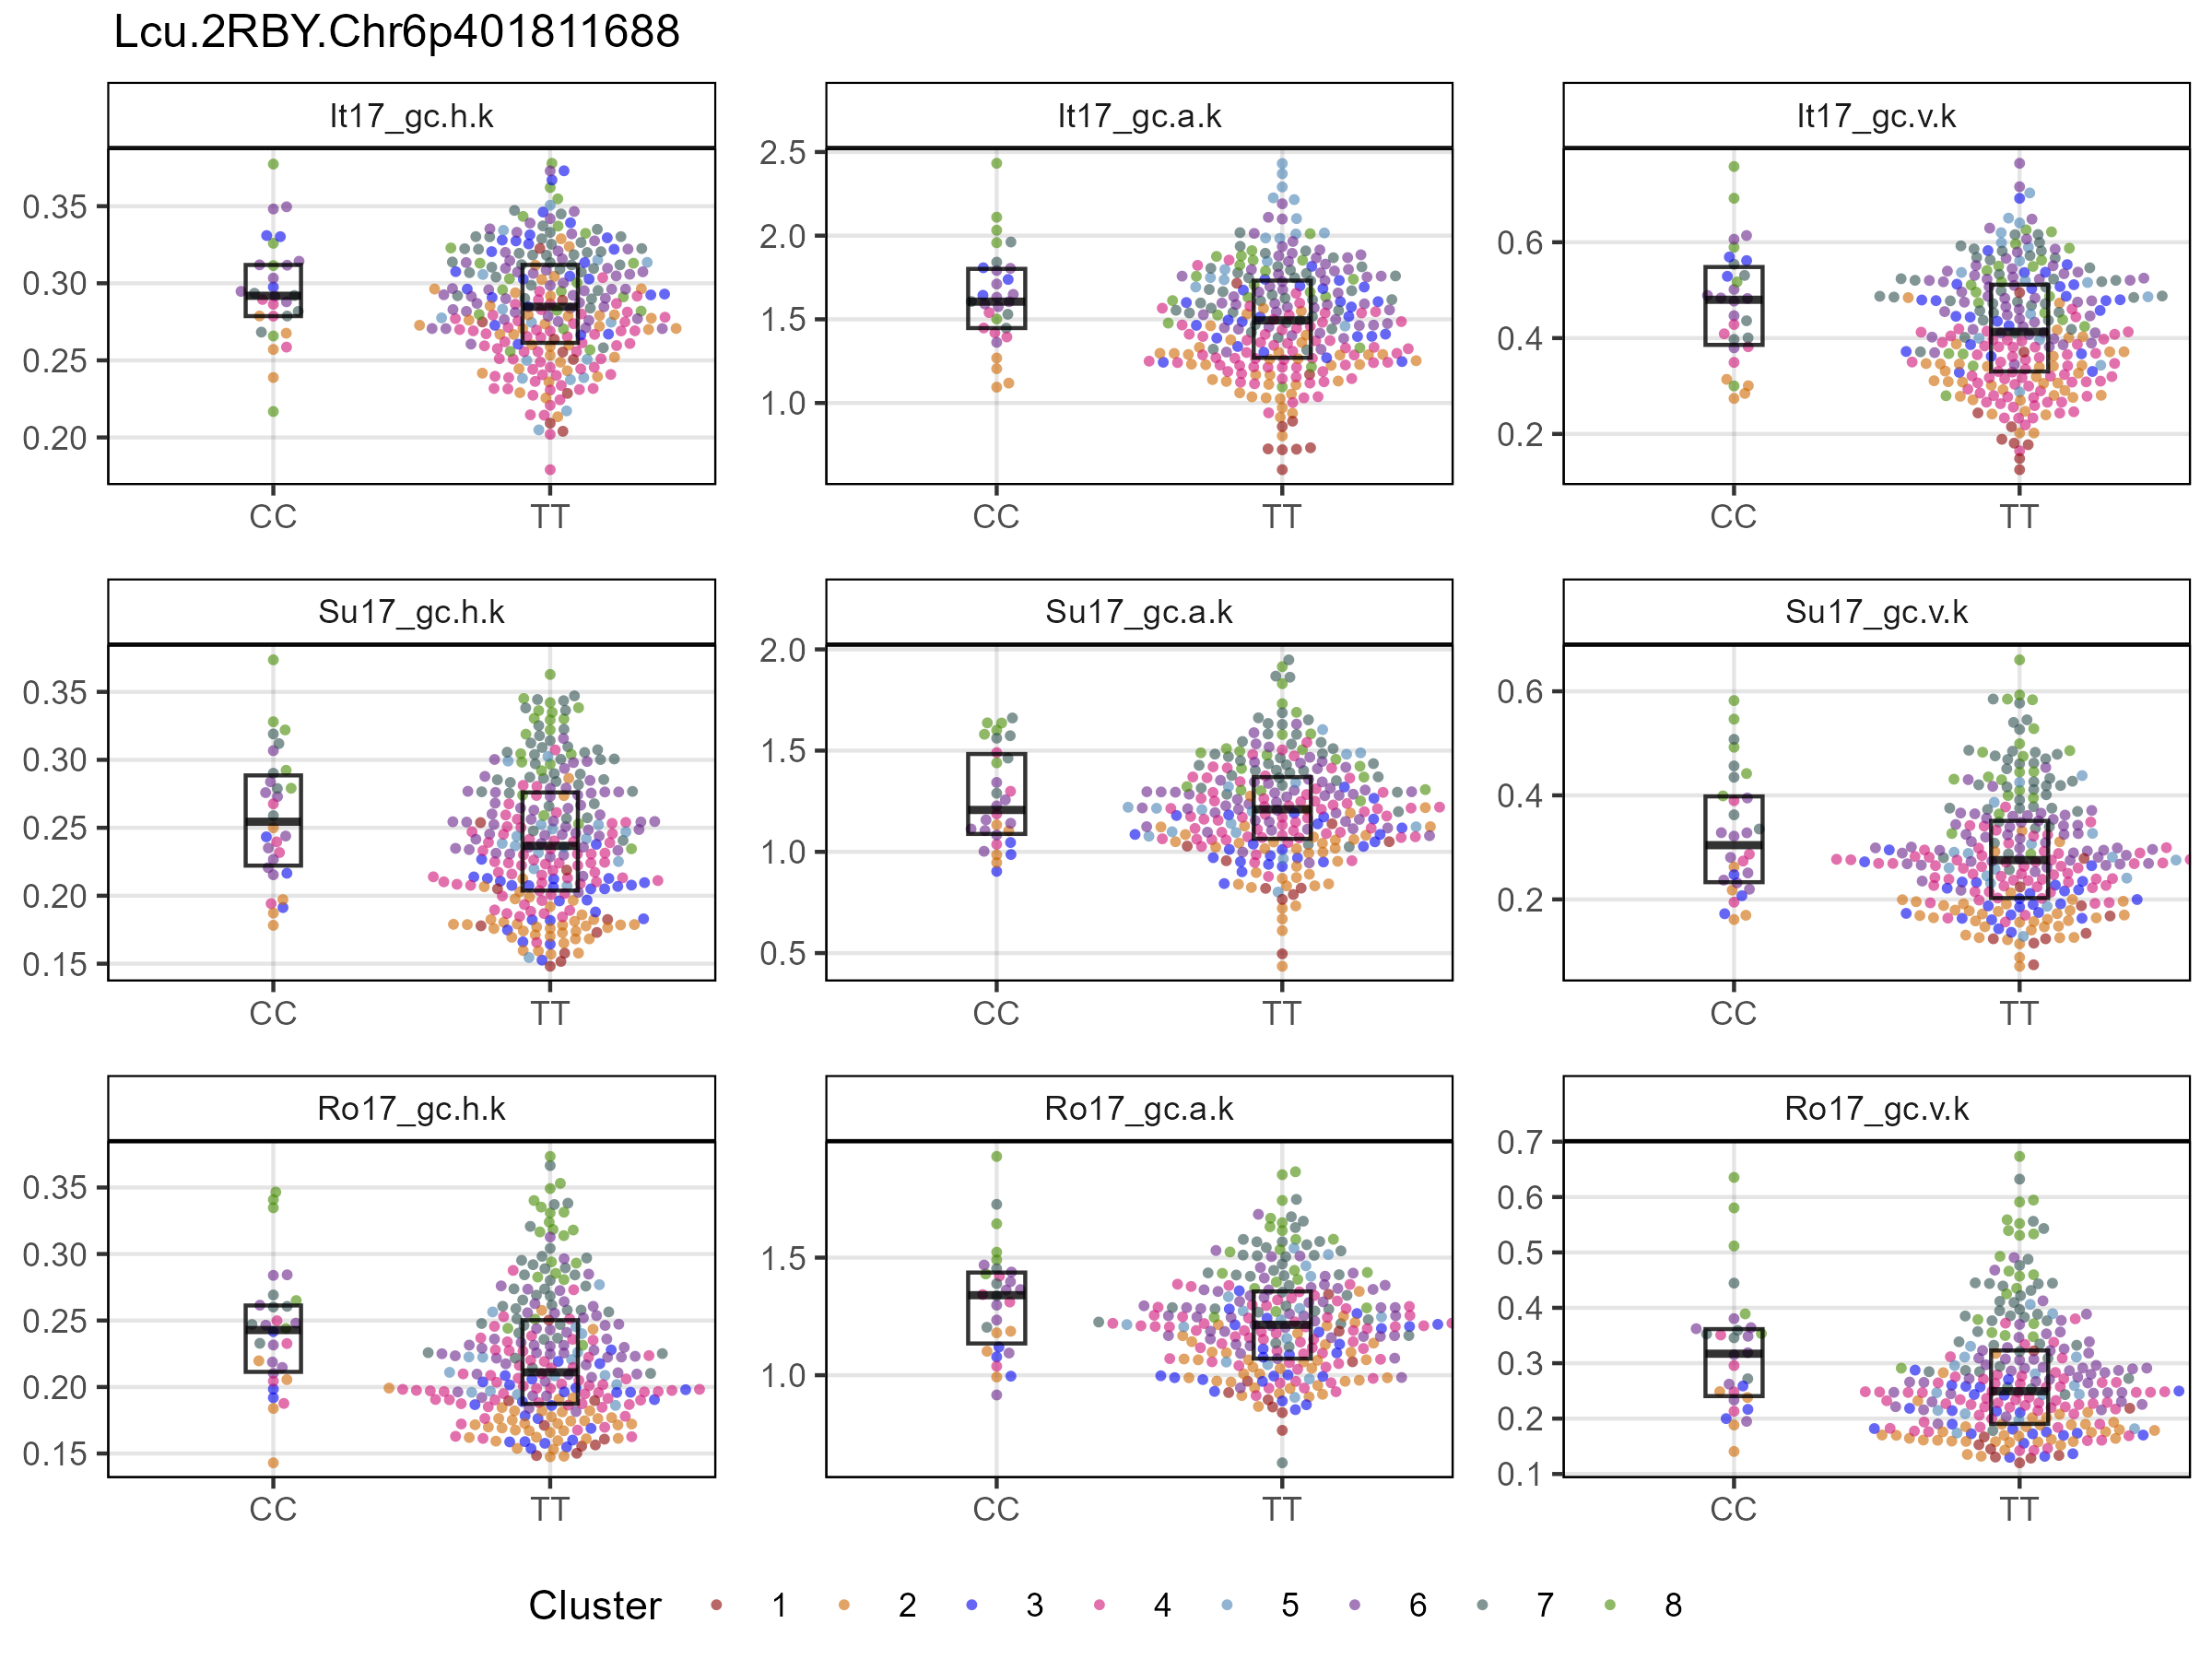 Lcu.2RBY.Chr6p401811688
It17_gc.h.k
It17_gc.a.k
It17_gc.v.k
0.35
0.30
0.25
0.20
CC
TT
2.5
2.0
1.5
1.0
CC
TT
0.6
0.4
0.2
CC
TT
Su17_gc.h.k
Su17_gc.a.k
Su17_gc.v.k
0.35
0.30
0.25
0.20
0.15
CC
TT
2.0
1.5
1.0
0.5
CC
TT
0.6
0.4
0.2
CC
TT
Ro17_gc.h.k
Ro17_gc.a.k
Ro17_gc.v.k
0.35
0.30
0.25
0.20
0.15
CC
TT
1.5
1.0
CC
TT
0.7
0.6
0.5
0.4
0.3
0.2
0.1
CC
TT
Cluster 1 2 3 4 5 6 7 8